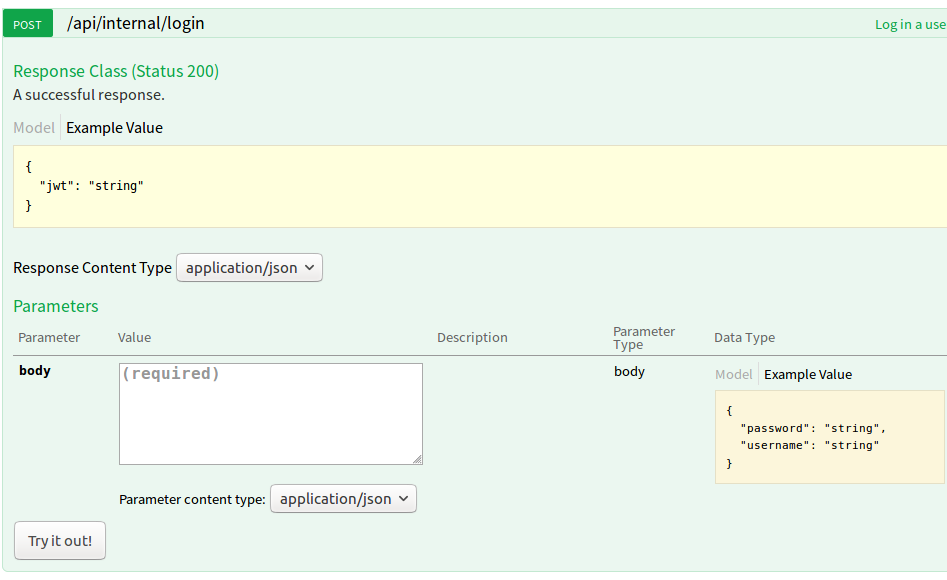 POST /api/internal/login Log in a use
Response Class (Status 200)
A successful response.
Model Example Value
{
"jwt": "string"
}
Response Content Type application/json
Parameters
Parameter Value Description Parameter Type Data Type
body (required) body Model Example Value
{
"password": "string",
"username": "string"
}
Parameter content type: application/json
Try it out!